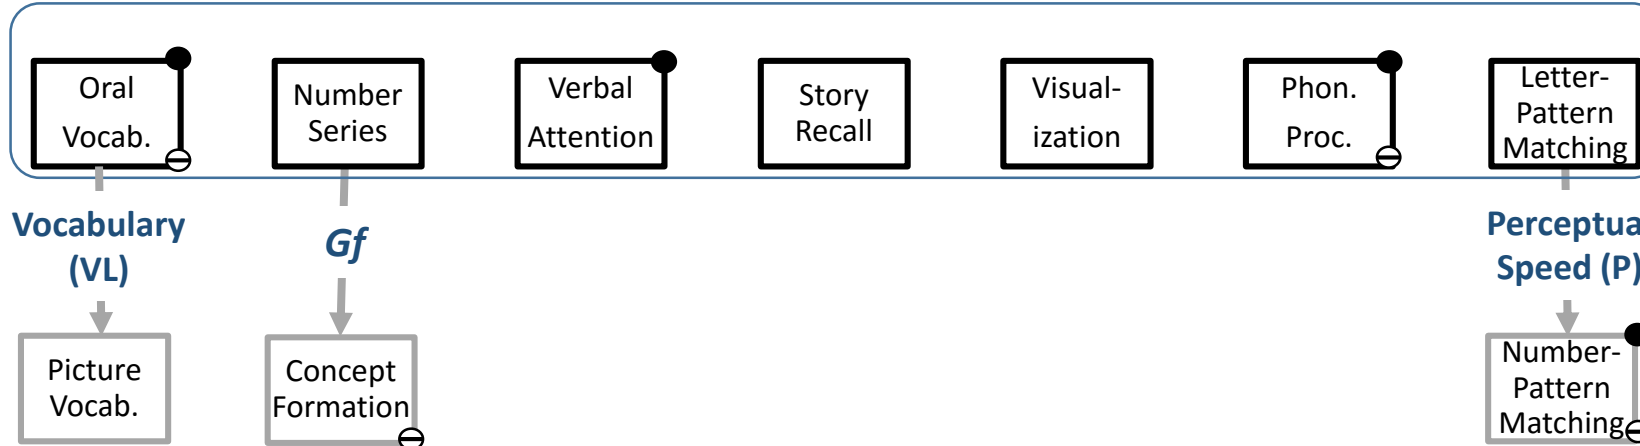 Oral
Vocab.
Number
Series
Verbal
Attention
Story
Recall
Visual-
ization
Phon.
Proc.
Letter-
Pattern
Matching
Vocabulary
(VL)
Gf
Perceptua
Speed (P)
Picture
Vocab.
Concept
Formation
Number-
Pattern
Matching